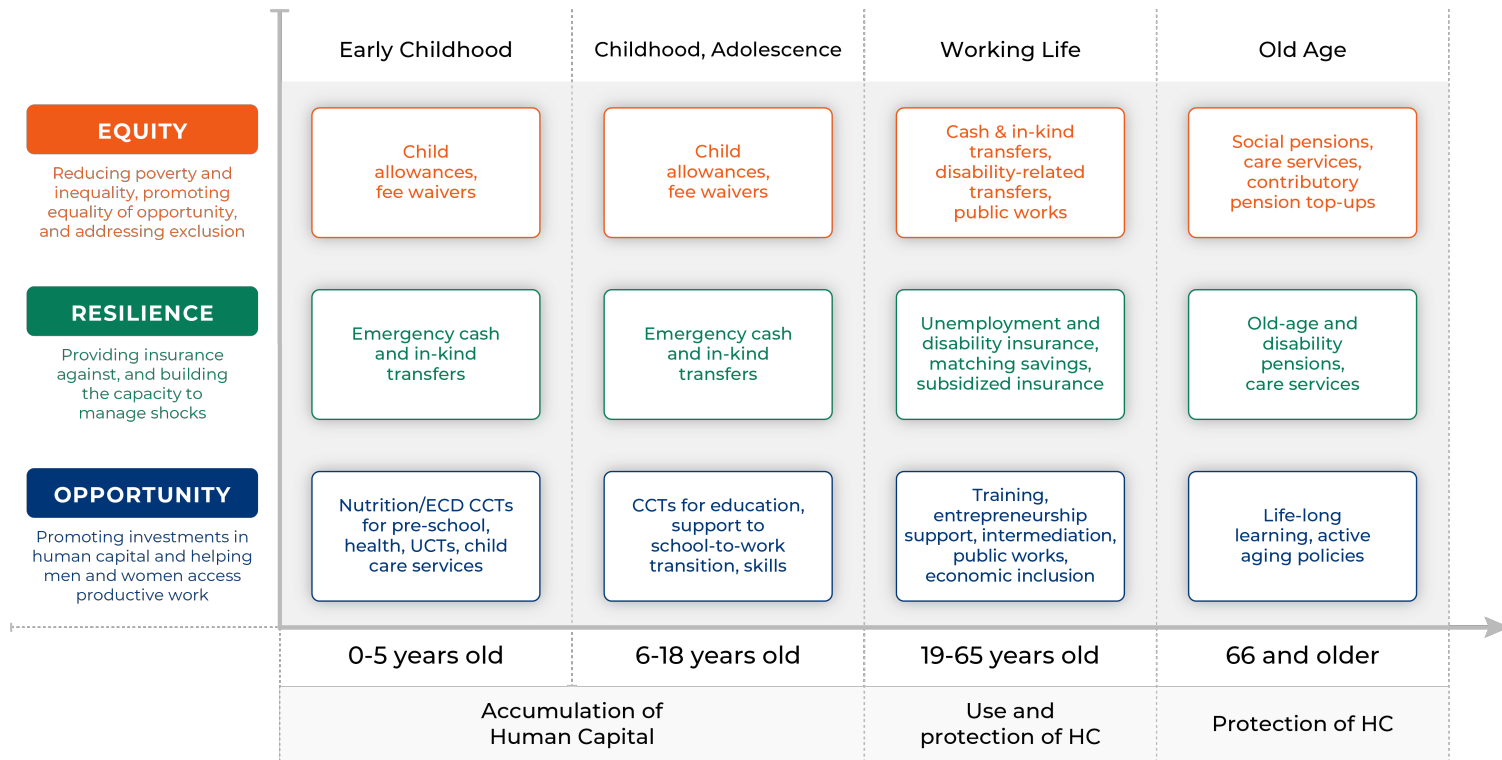 Early Childhood
Childhood, Adolescence
Working Life
Old Age
EQUITY
Reducing poverty and
inequality, promoting
equality of opportunity,
and addressing exclusion
Child
allowances,
fee waivers
Child
allowances,
fee waivers
Cash & in-kind
transfers,
disability-related
transfers,
public works
Social pensions,
care services,
contributory
pension top-ups
RESILIENCE
Providing insurance
against, and building
the capacity to
manage shocks
Emergency cash
and in-kind
transfers
Emergency cash
and in-kind
transfers
Unemployment and
disability insurance,
matching savings,
subsidized insurance
Old-age and
disability
pensions,
care services
OPPORTUNITY
Promoting investments in
human capital and helping
men and women access
productive work
Nutrition/ECD CCTs
for pre-school,
health, UCTs, child
care services
CCTs for education,
support to
school-to-work
transition, skills
Training,
entrepreneurship
support, intermediation,
public works,
economic inclusion
Life-long
learning, active
aging policies
0-5 years old
6-18 years old
19-65 years old
66 and older
Accumulation of
Human Capital
Use and
protection of HC
Protection of HC